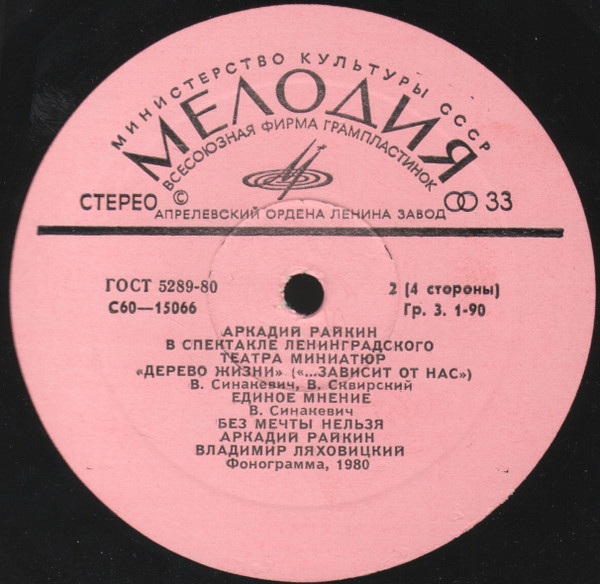 МИНИСТЕРСТВО КУЛЬТУРЫ СССР
МЕЛОДИЯ
ВСЕСОЮЗНАЯ ФИРМА ГРАМПЛАСТИНОК
СТЕРЕО © 33
АПРЕЛЕВСКИЙ ОРДЕНА ЛЕНИНА ЗАВОД
ГОСТ 5289-80 2 (4 стороны)
С60—15066 Гр. 3. 1-90
АРКАДИЙ РАЙКИН
В СПЕКТАКЛЕ ЛЕНИНГРАДСКОГО
ТЕАТРА МИНИАТЮР
«ДЕРЕВО ЖИЗНИ» («...ЗАВИСИТ ОТ НАС»)
В. Синакевич, В. Сквирский
ЕДИНОЕ МНЕНИЕ
В. Синакевич
БЕЗ МЕЧТЫ НЕЛЬЗЯ
АРКАДИЙ РАЙКИН
ВЛАДИМИР ЛЯХОВИЦКИЙ
Фонограмма, 1980